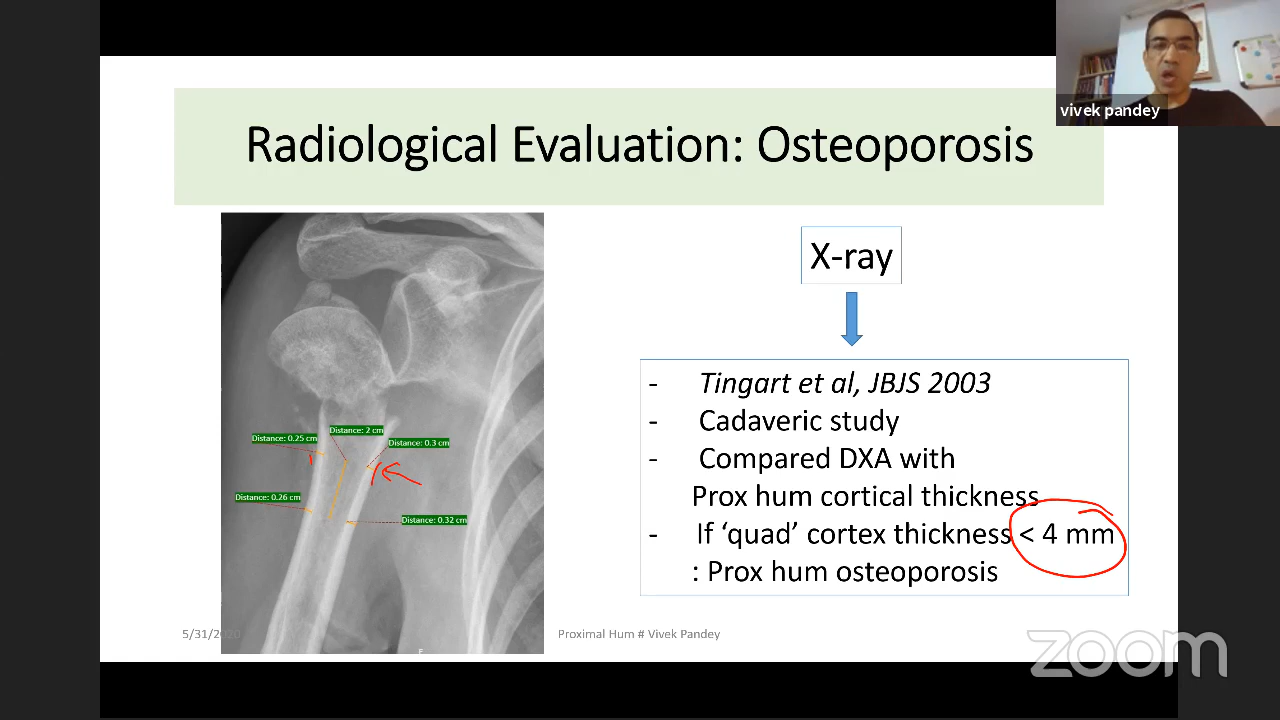 vivek pandey
Radiological Evaluation: Osteoporosis
X-ray
- Tingart et al, JBJS 2003
- Cadaveric study
- Compared DXA with
Prox hum cortical thickness
- If ‘quad’ cortex thickness < 4 mm
: Prox hum osteoporosis
Distance: 2 cm
Distance: 0.25 cm
Distance: 0.3 cm
Distance: 0.26 cm
Distance: 0.32 cm
5/31/2020
Proximal Hum # Vivek Pandey
zoom